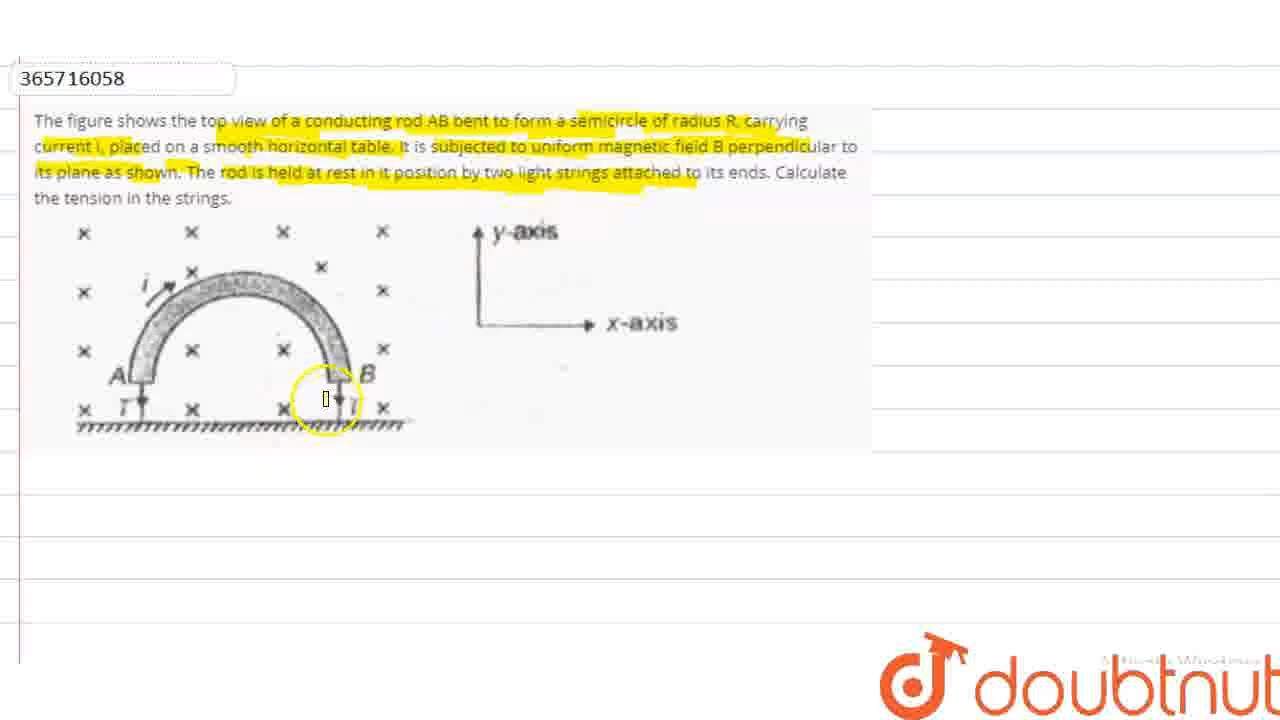 365716058
The figure shows the top view of a conducting rod AB bent to form a semicircle of radius R, carrying
current i, placed on a smooth horizontal table. It is subjected to uniform magnetic field B perpendicular to
its plane as shown. The rod is held at rest in it position by two light strings attached to its ends. Calculate
the tension in the strings.
y-axis
i
x-axis
A
B
T
doubtnut